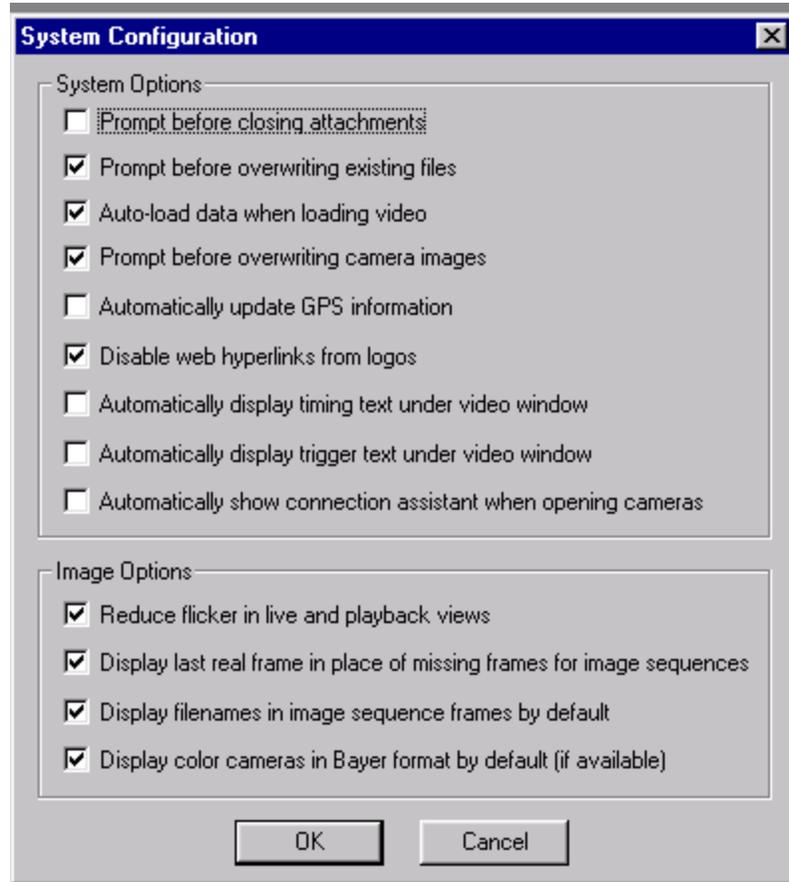 System Configuration
System Options
Prompt before closing attachments
Prompt before overwriting existing files
Auto-load data when loading video
Prompt before overwriting camera images
Automatically update GPS information
Disable web hyperlinks from logos
Automatically display timing text under video window
Automatically display trigger text under video window
Automatically show connection assistant when opening cameras
Image Options
Reduce flicker in live and playback views
Display last real frame in place of missing frames for image sequences
Display filenames in image sequence frames by default
Display color cameras in Bayer format by default (if available)
OK
Cancel